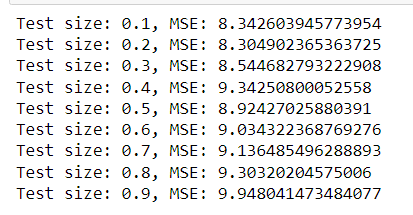 Test size: 0.1, MSE: 8.342603945773954
Test size: 0.2, MSE: 8.304902365363725
Test size: 0.3, MSE: 8.544682793222908
Test size: 0.4, MSE: 9.34250800052558
Test size: 0.5, MSE: 8.92427025880391
Test size: 0.6, MSE: 9.034322368769276
Test size: 0.7, MSE: 9.136485496288893
Test size: 0.8, MSE: 9.30320204575006
Test size: 0.9, MSE: 9.948041473484077